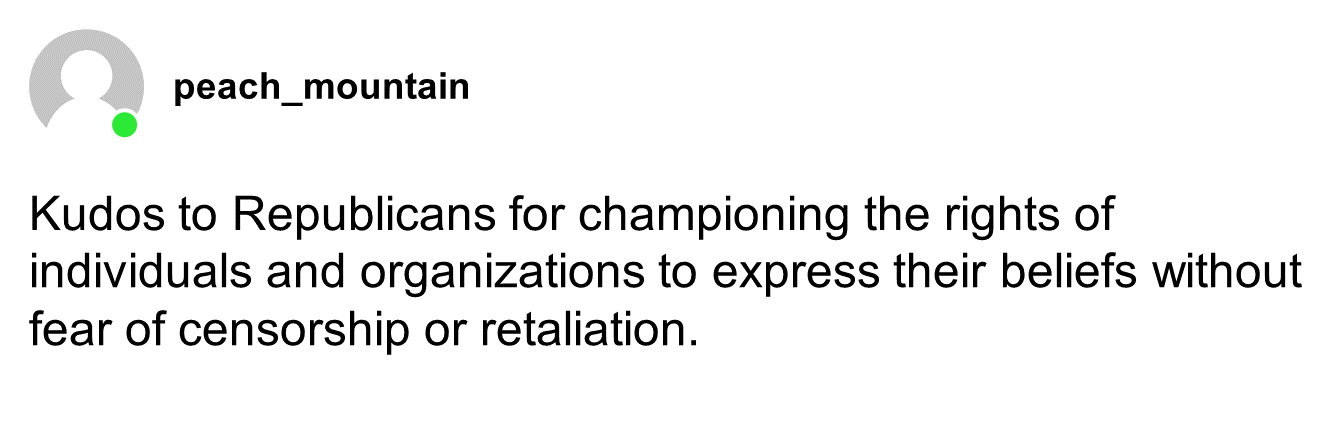 peach_mountain
Kudos to Republicans for championing the rights of
individuals and organizations to express their beliefs without
fear of censorship or retaliation.